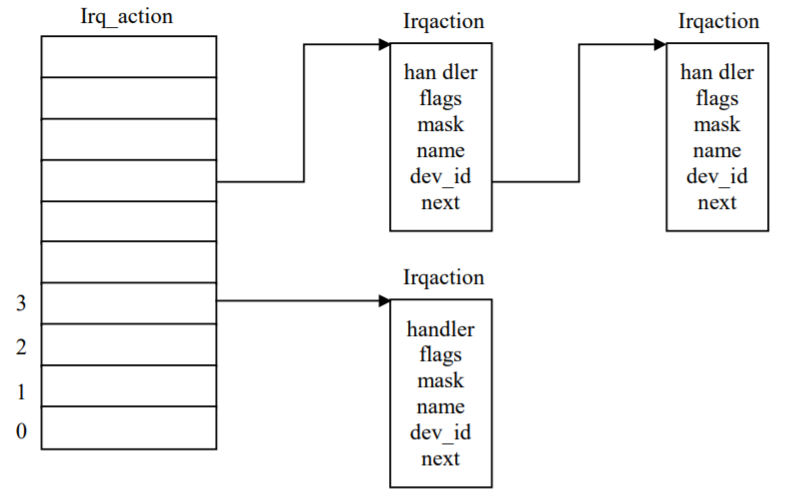 Irq_action
3
2
1
0
Irqaction
han dler
flags
mask
name
dev_id
next
Irqaction
han dler
flags
mask
name
dev_id
next
Irqaction
handler
flags
mask
name
dev_id
next